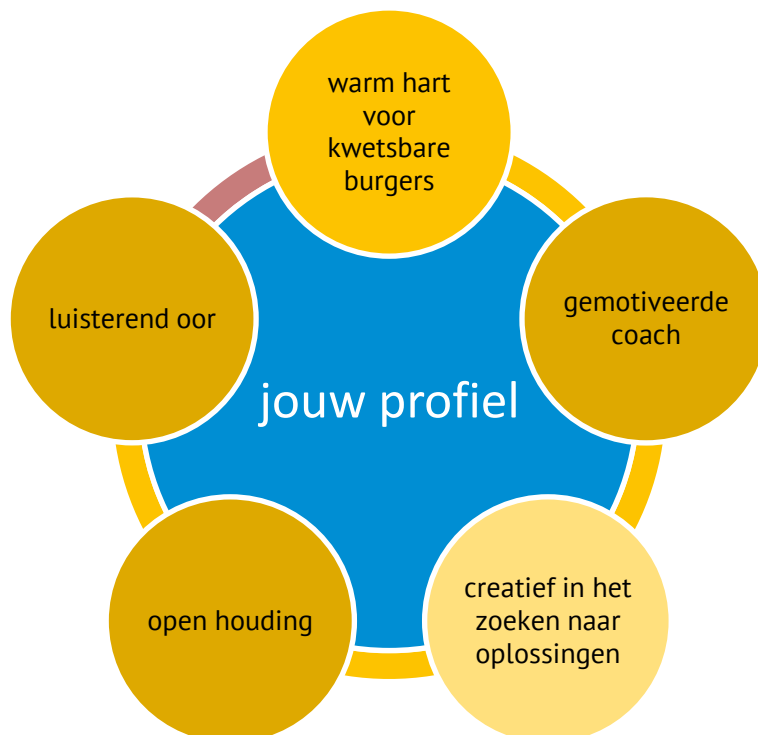 warm hart
voor
kwetsbare
burgers
gemotiveerde
coach
creatief in het
zoeken naar
oplossingen
open houding
luisterend oor
jouw profiel